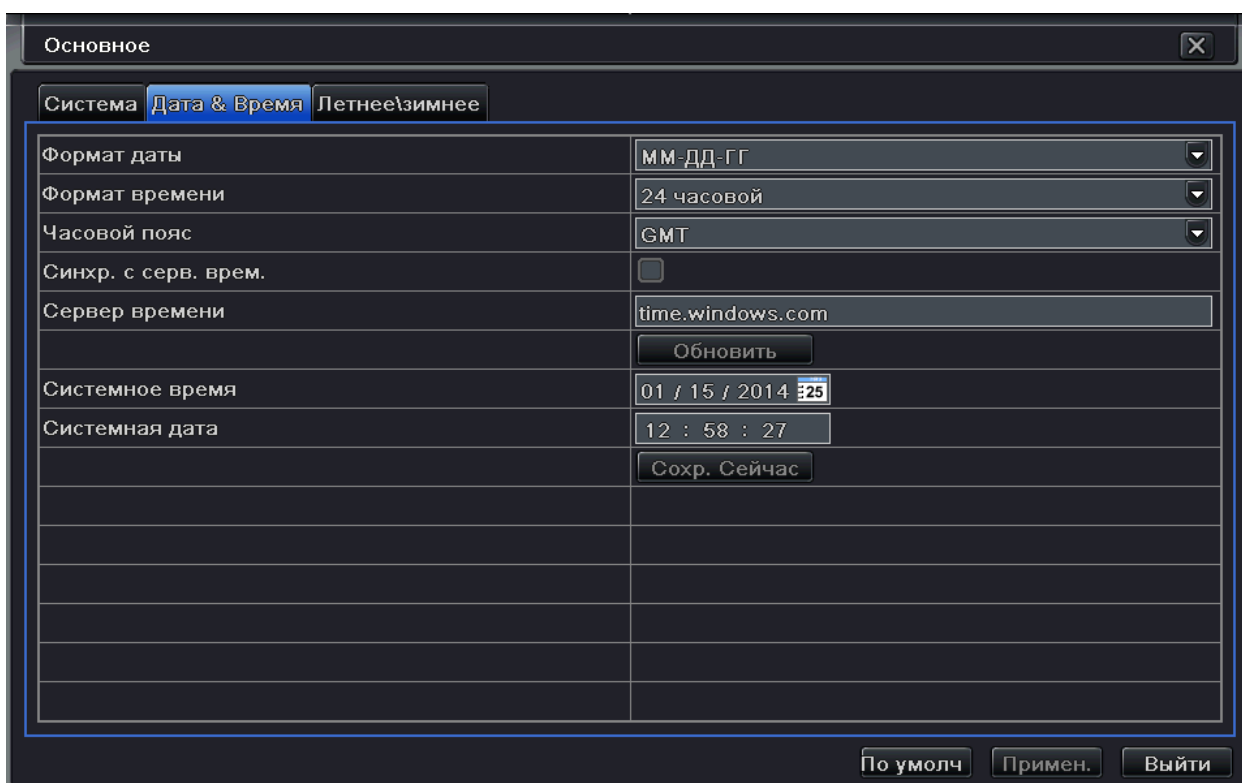 Основное
Система Дата & Время Летнее\зимнее
Формат даты ММ-ДД-ГГ
Формат времени 24 часовой
Часовой пояс GMT
Синхр. с серв. врем.
Сервер времени time.windows.com
Обновить
Системное время 01 / 15 / 2014 25
Системная дата 12 : 58 : 27
Сохр. Сейчас
По умолч Примен. Выйти